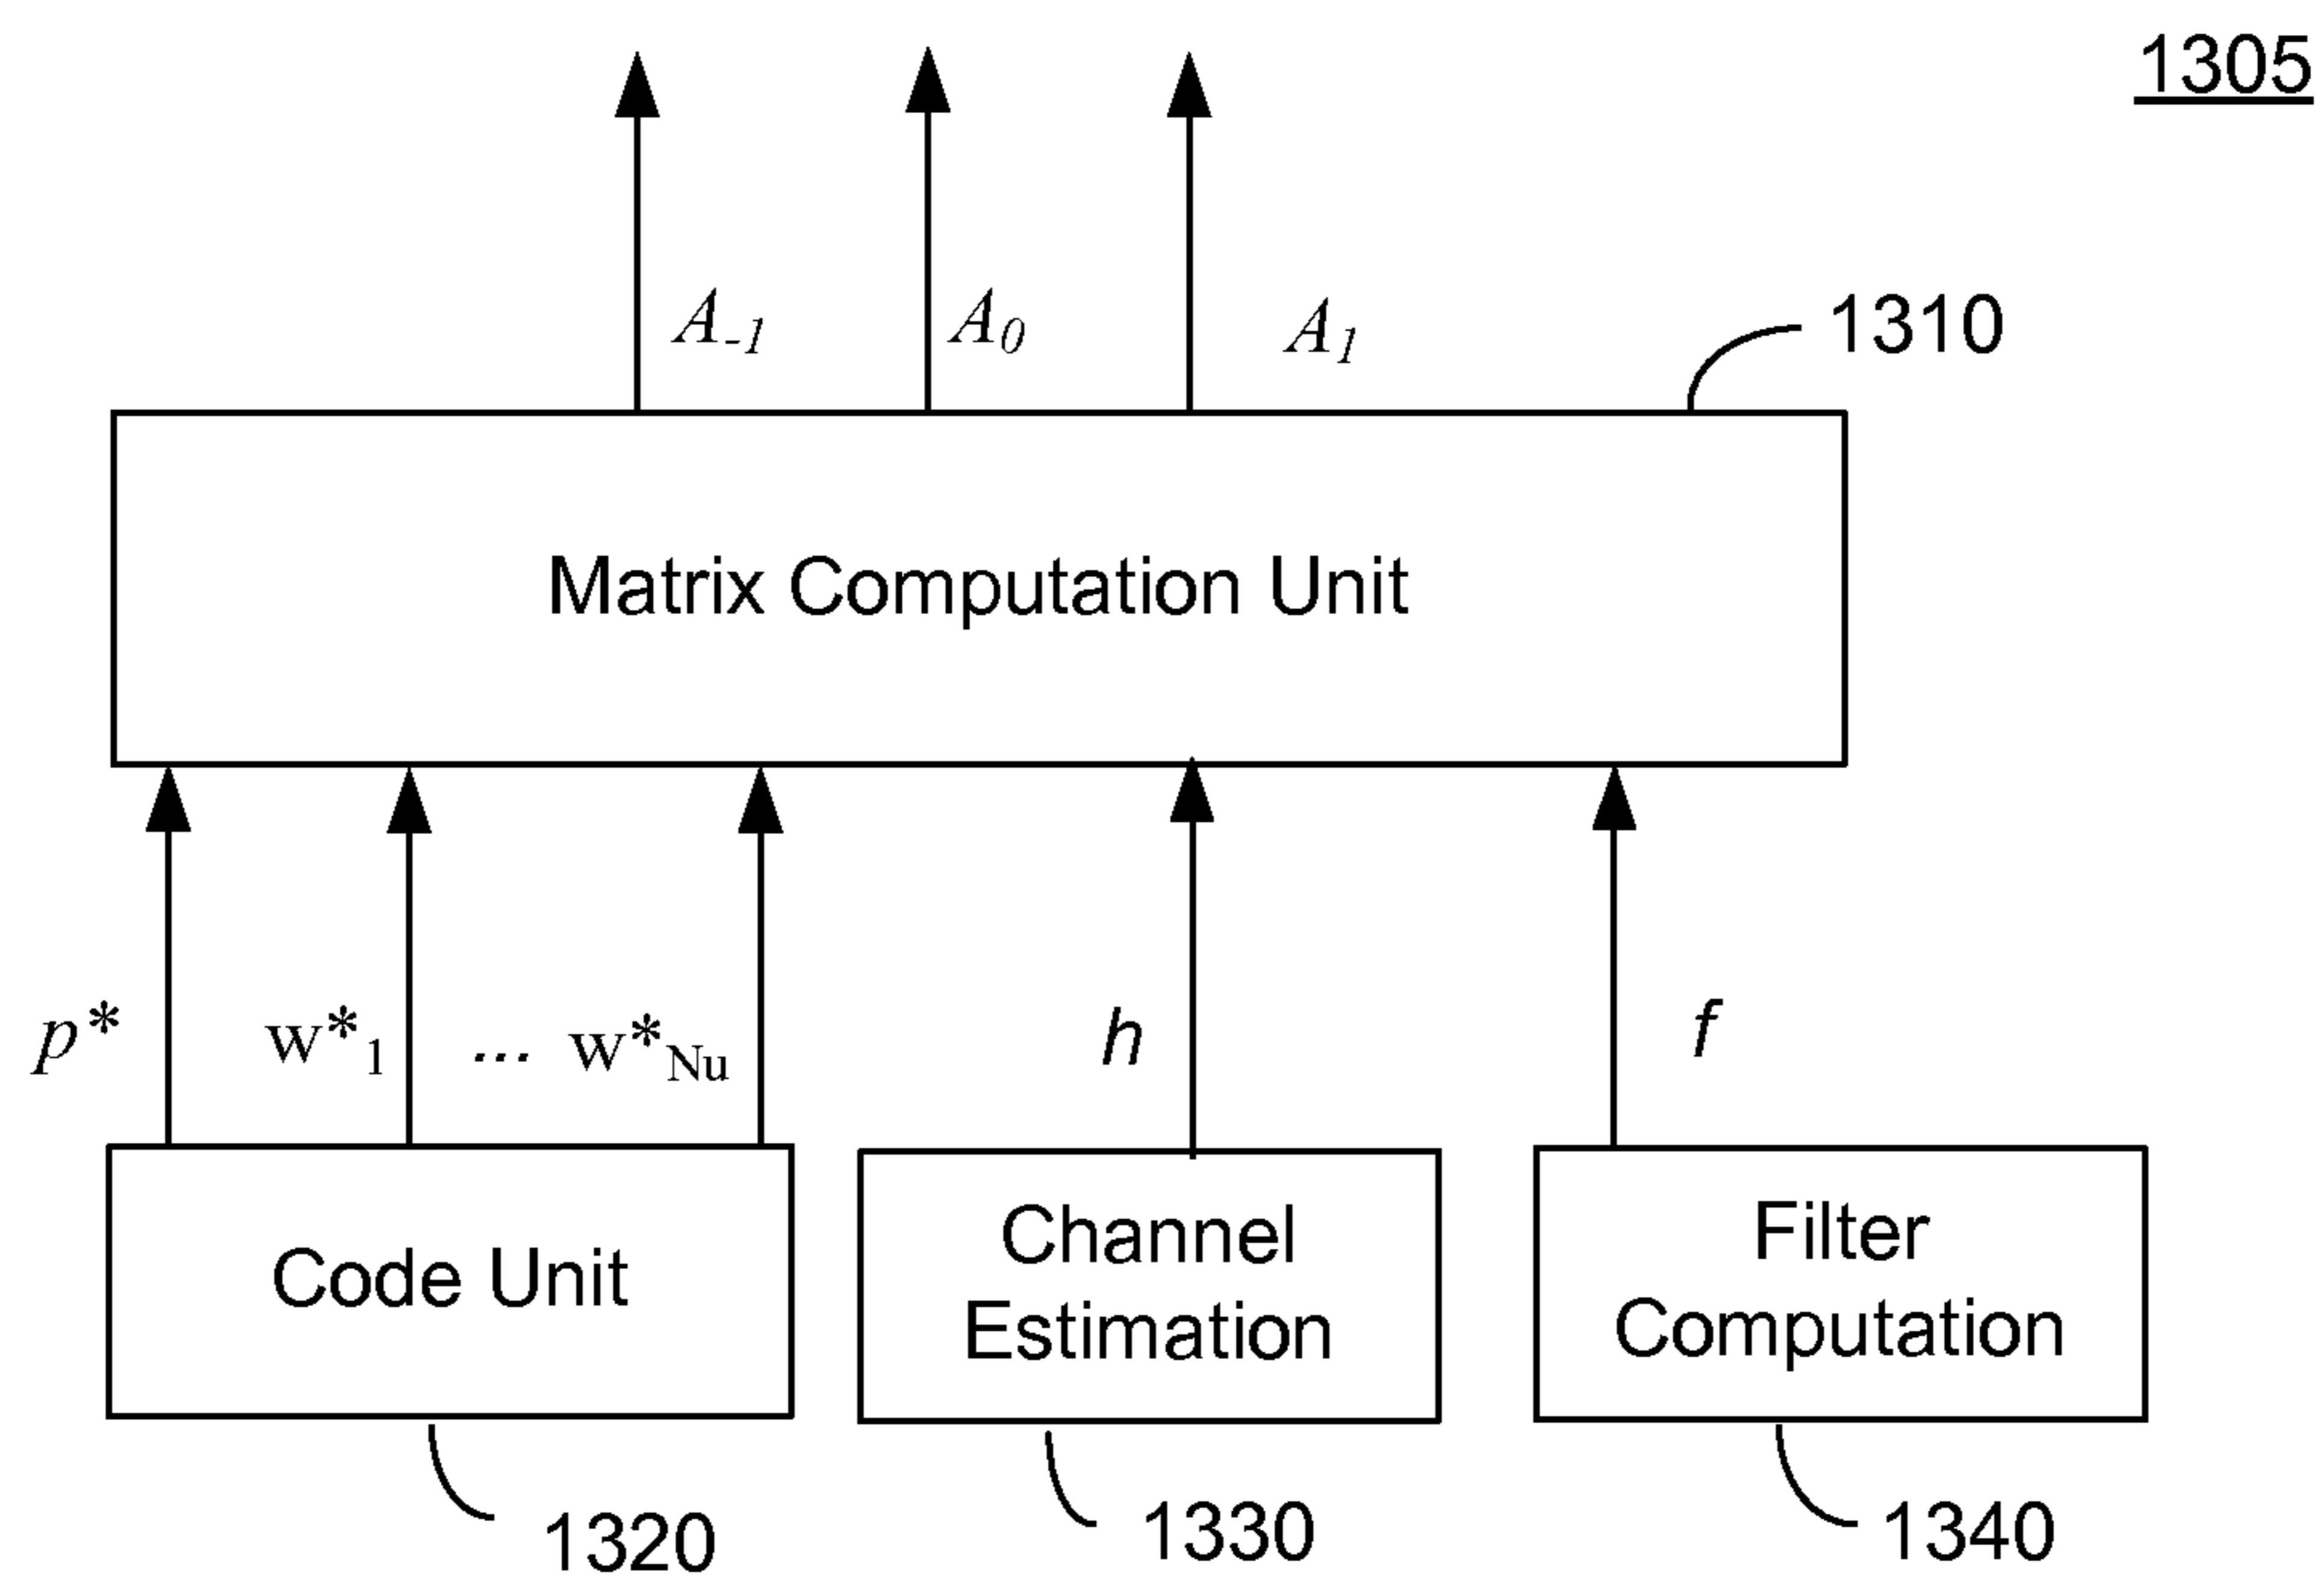 1305
A-1 A0 A1
1310
Matrix Computation Unit
p* w*1 ... w*Nu h f
Code Unit
Channel
Estimation
Filter
Computation
1320 1330 1340